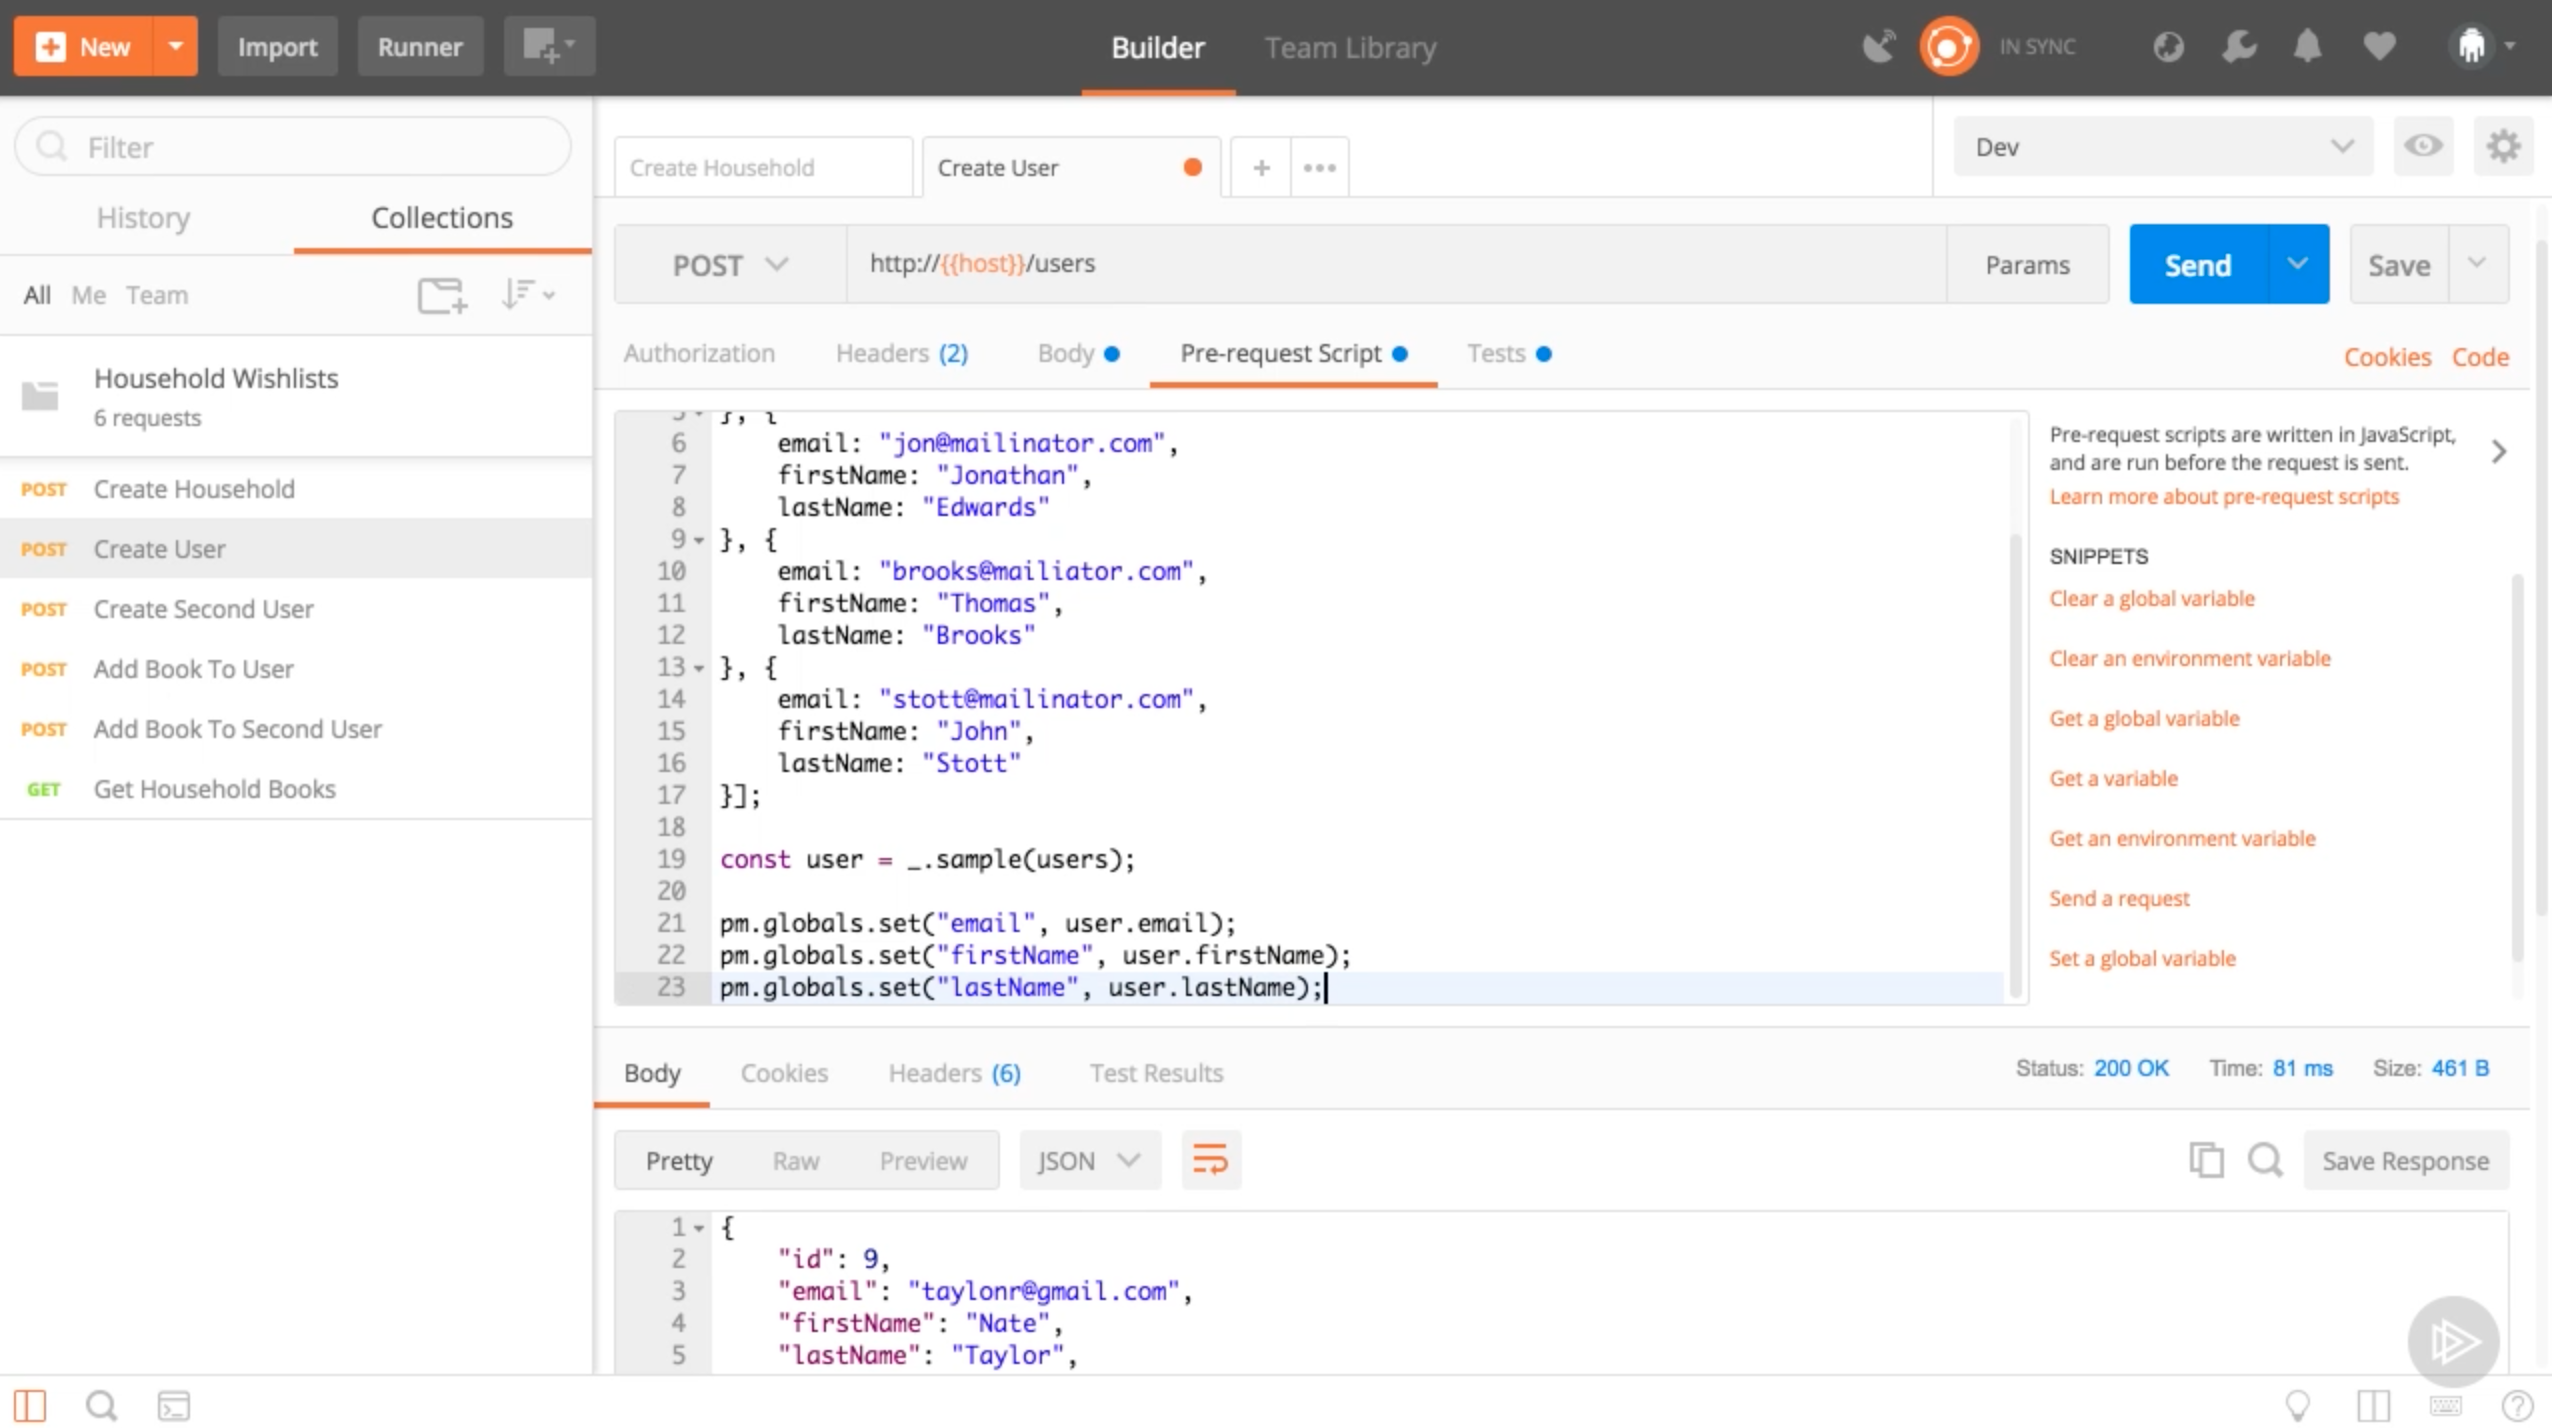 New
Import
Runner
Builder
Team Library
IN SYNC
Filter
History
Collections
All Me Team
Household Wishlists
6 requests
POST Create Household
POST Create User
POST Create Second User
POST Add Book To User
POST Add Book To Second User
GET Get Household Books
Create Household
Create User
Dev
POST
http://{{host}}/users
Params
Send
Save
Authorization
Headers (2)
Body
Pre-request Script
Tests
Cookies
Code
5 }, {
6 email: "jon@mailinator.com",
7 firstName: "Jonathan",
8 lastName: "Edwards"
9 }, {
10 email: "brooks@mailiator.com",
11 firstName: "Thomas",
12 lastName: "Brooks"
13 }, {
14 email: "stott@mailinator.com",
15 firstName: "John",
16 lastName: "Stott"
17 }];
18
19 const user = _.sample(users);
20
21 pm.globals.set("email", user.email);
22 pm.globals.set("firstName", user.firstName);
23 pm.globals.set("lastName", user.lastName);
Pre-request scripts are written in JavaScript,
and are run before the request is sent.
Learn more about pre-request scripts
SNIPPETS
Clear a global variable
Clear an environment variable
Get a global variable
Get a variable
Get an environment variable
Send a request
Set a global variable
Body
Cookies
Headers (6)
Test Results
Status: 200 OK
Time: 81 ms
Size: 461 B
Pretty
Raw
Preview
JSON
Save Response
1 {
2 "id": 9,
3 "email": "taylonr@gmail.com",
4 "firstName": "Nate",
5 "lastName": "Taylor",